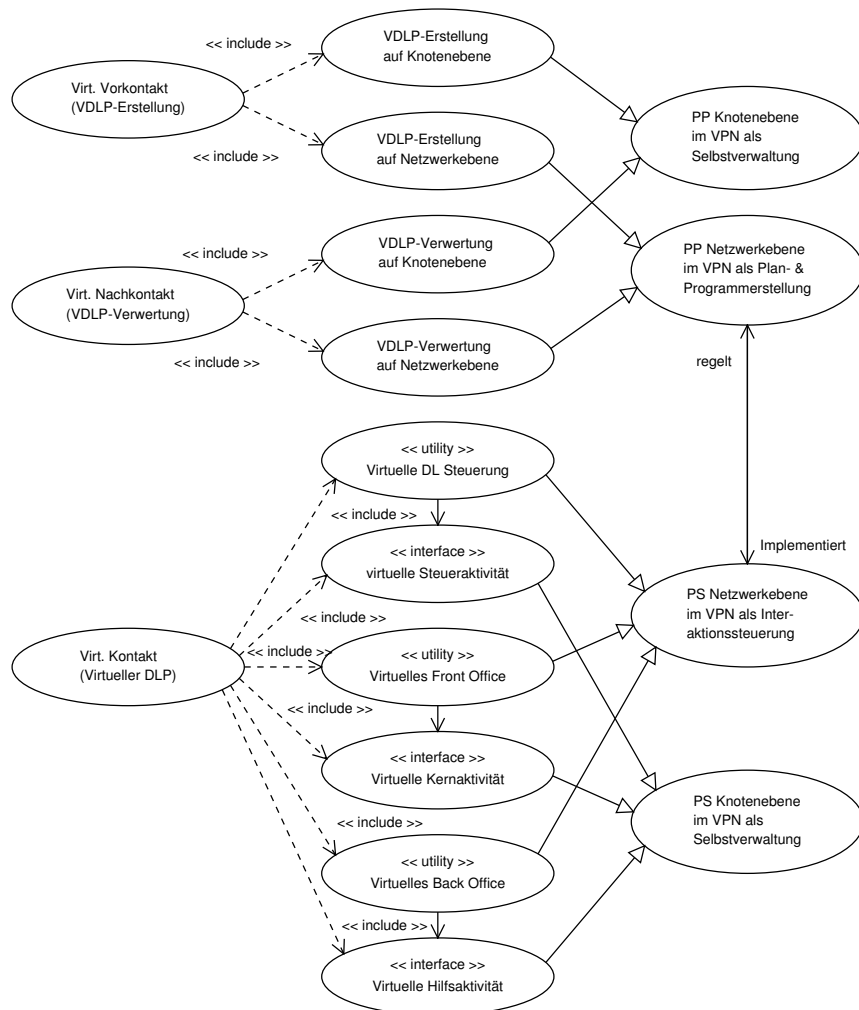 VDLP-Erstellung
auf Knotenebene
<< include >>
Virt. Vorkontakt
(VDLP-Erstellung)
PP Knotenebene
im VPN als
Selbstverwaltung
<< include >>
VDLP-Erstellung
auf Netzwerkebene
VDLP-Verwertung
auf Knotenebene
<< include >>
PP Netzwerkebene
im VPN als Plan- &
Programmerstellung
Virt. Nachkontakt
(VDLP-Verwertung)
<< include >>
VDLP-Verwertung
auf Netzwerkebene
regelt
<< utility >>
Virtuelle DL Steuerung
<< include >>
<< interface >>
virtuelle Steueraktivität
Implementiert
<< include >>
PS Netzwerkebene
im VPN als Inter-
aktionssteuerung
Virt. Kontakt
(Virtueller DLP)
<< include >>
<< utility >>
Virtuelles Front Office
<< include >>
<< interface >>
Virtuelle Kernaktivität
PS Knotenebene
im VPN als
Selbstverwaltung
<< include >>
<< utility >>
Virtuelles Back Office
<< include >>
<< interface >>
Virtuelle Hilfsaktivität